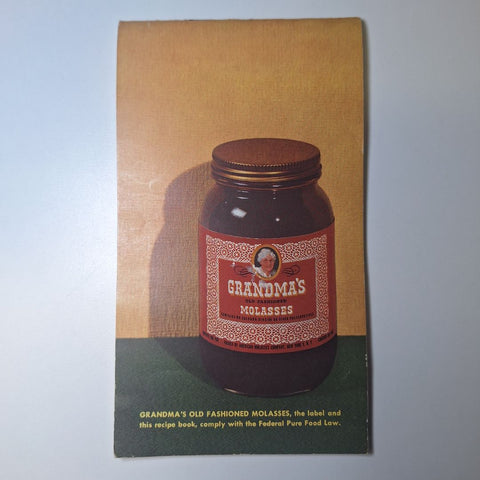 GRANDMA'S
OLD FASHIONED
MOLASSES
GRANDMA'S OLD FASHIONED MOLASSES, the label and
this recipe book, comply with the Federal Pure Food Law.